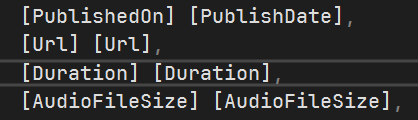 [PublishedOn] [PublishDate],
[Url] [Url],
[Duration] [Duration],
[AudioFileSize] [AudioFileSize],